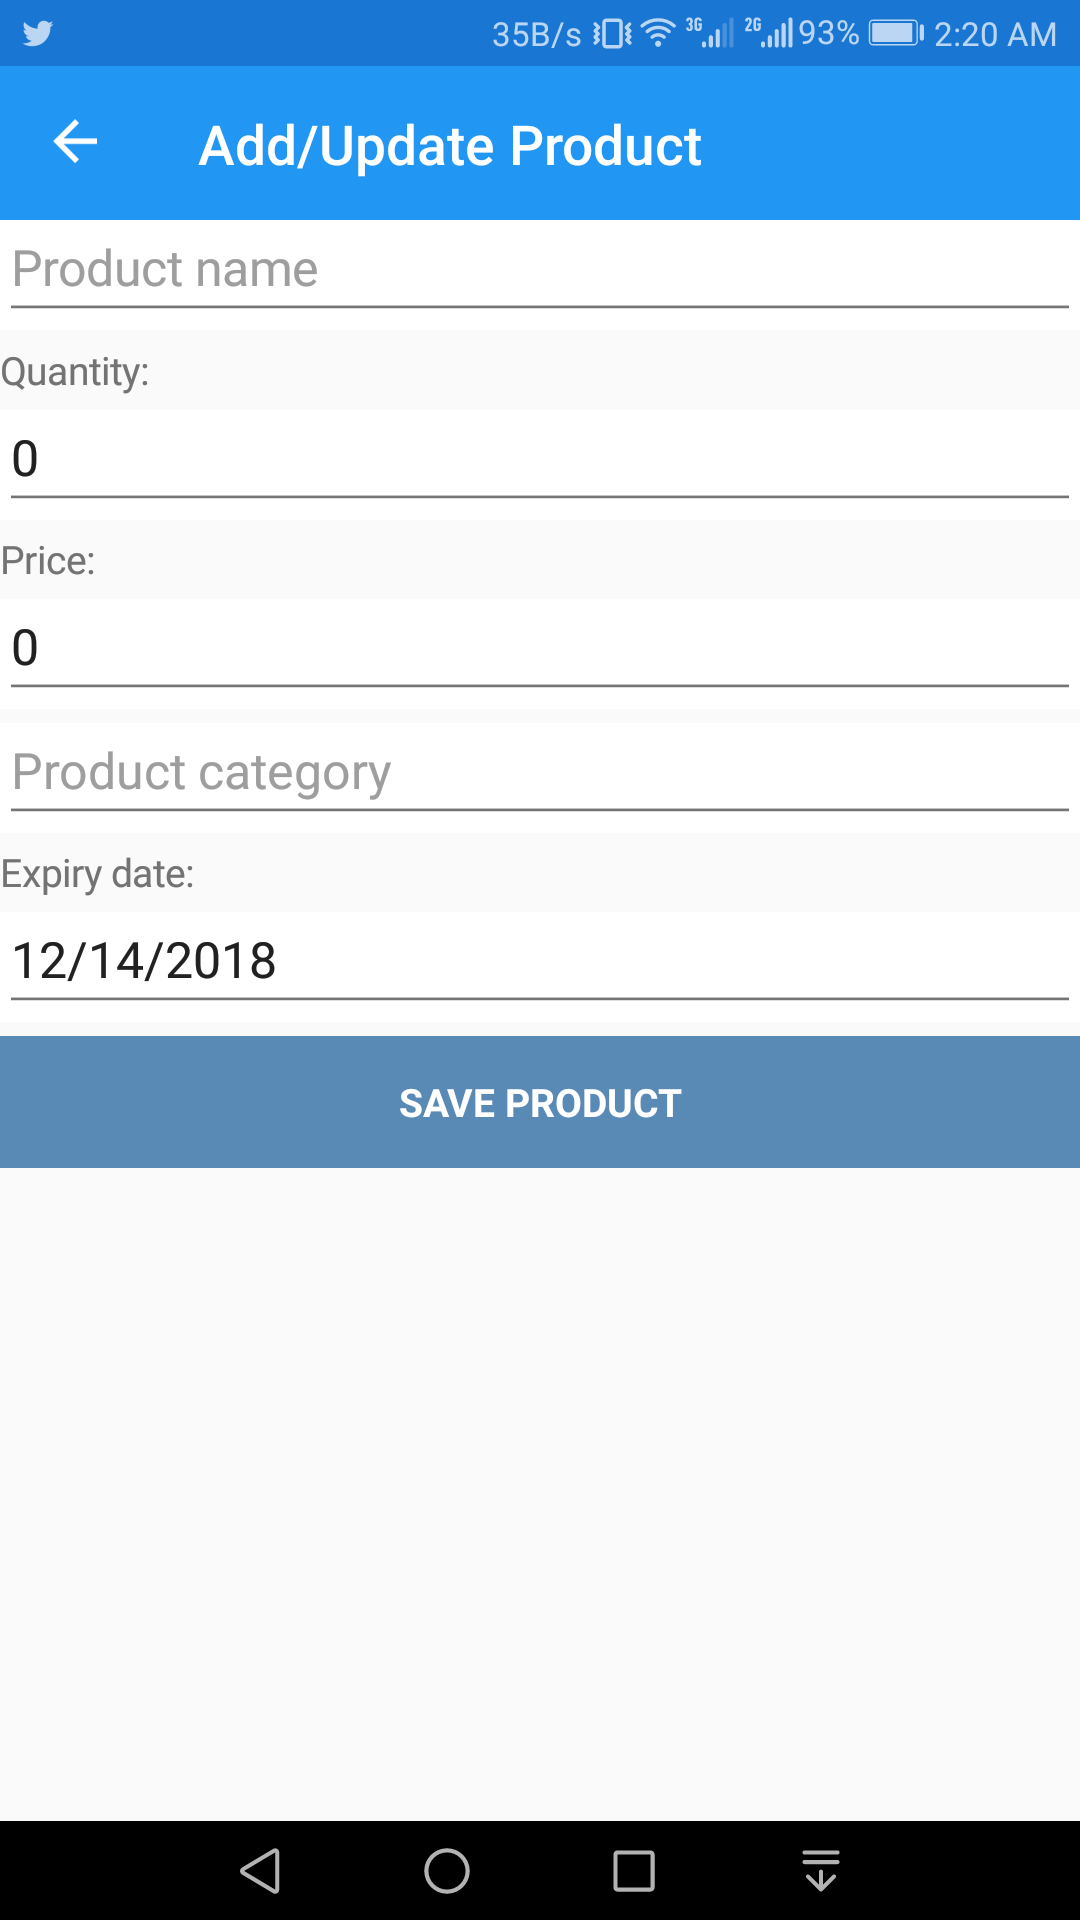 35B/s 3G 2G 93% 2:20 AM
Add/Update Product
Product name
Quantity:
0
Price:
0
Product category
Expiry date:
12/14/2018
SAVE PRODUCT